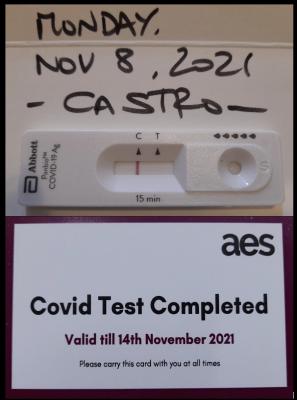 MONDAY.
NOV 8, 2021
- CASTRO -
C T
Abbott
Panbio™
COVID-19 Ag
S
15 min
aes
Covid Test Completed
Valid till 14th November 2021
Please carry this card with you at all times